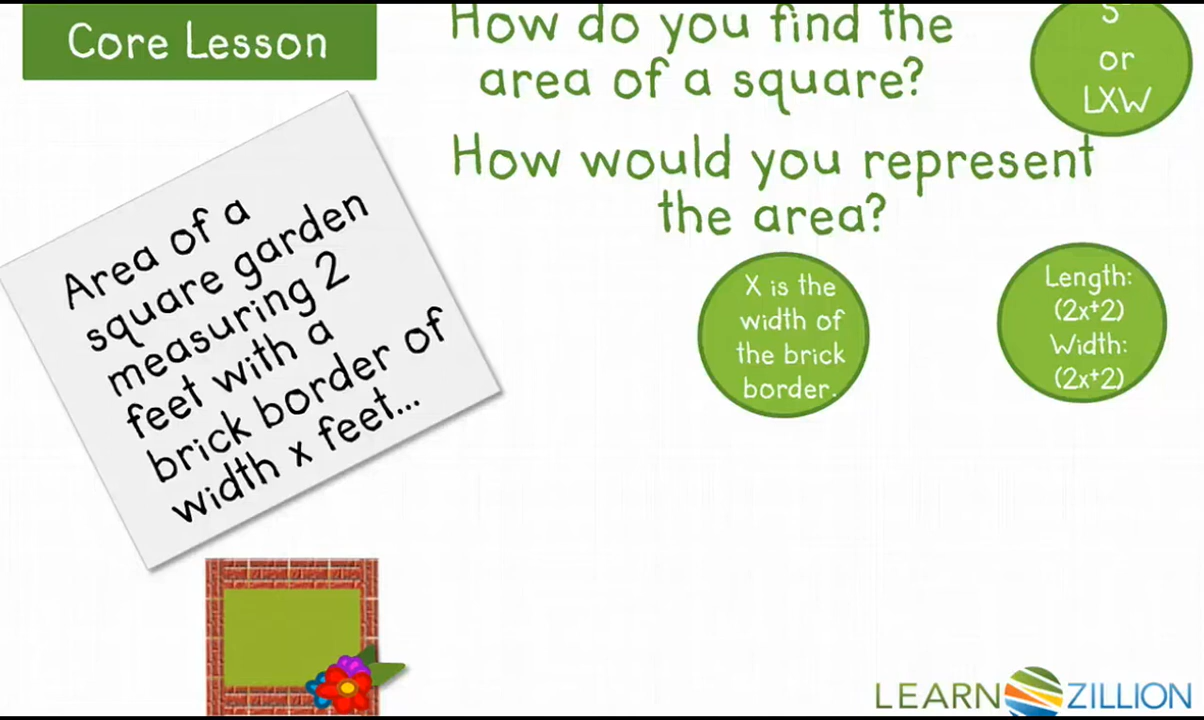 Core Lesson
How do you find the
area of a square?
or
LXW
How would you represent
the area?
Area of a
square garden
measuring 2
feet with a
brick border of
width x feet...
X is the
width of
the brick
border.
Length:
(2x+2)
Width:
(2x+2)
LEARN ZILLION